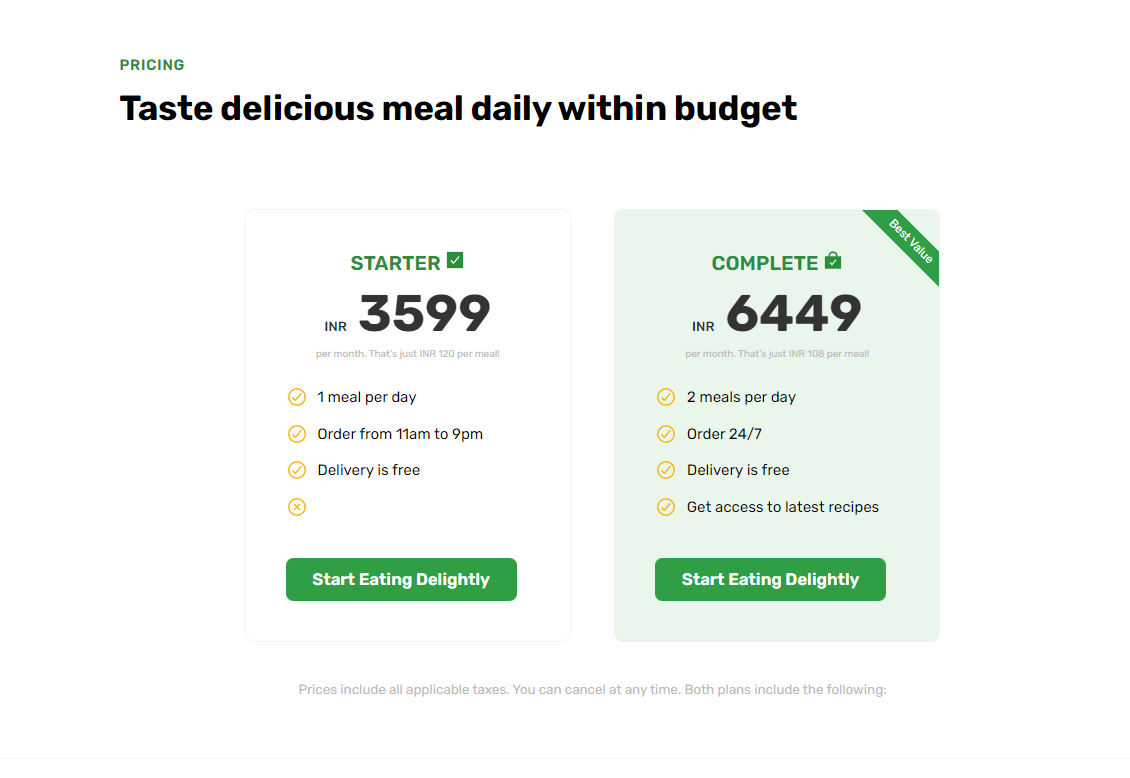 PRICING
Taste delicious meal daily within budget
STARTER
INR 3599
per month. That's just INR 120 per meal!
1 meal per day
Order from 11am to 9pm
Delivery is free
Start Eating Delightly
Best Value
COMPLETE
INR 6449
per month. That's just INR 108 per meal!
2 meals per day
Order 24/7
Delivery is free
Get access to latest recipes
Start Eating Delightly
Prices include all applicable taxes. You can cancel at any time. Both plans include the following: